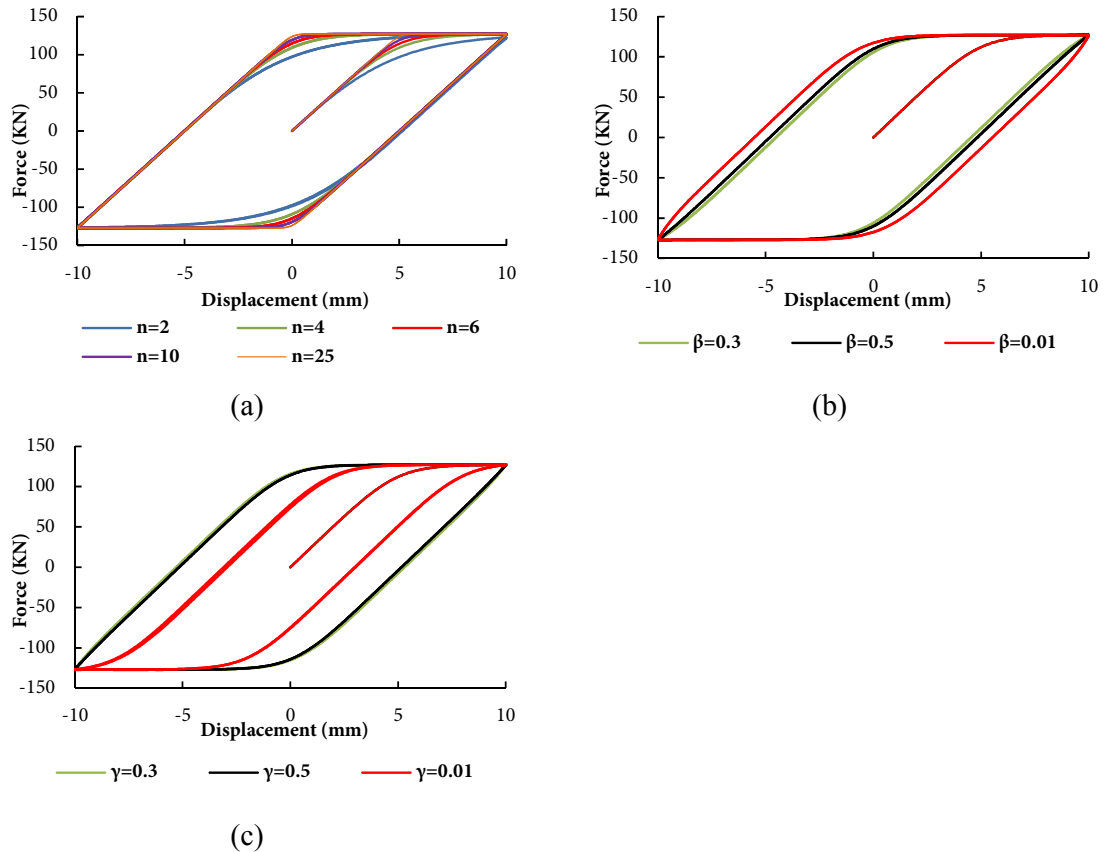 150
100
50
0
-50
-100
-150
-10 -5 0 5 10
Force (KN)
Displacement (mm)
n=2 n=4 n=6
n=10 n=25
(a)
150
100
50
0
-50
-100
-150
-10 -5 0 5 10
Force (KN)
Displacement (mm)
β=0.3 β=0.5 β=0.01
(b)
150
100
50
0
-50
-100
-150
-10 -5 0 5 10
Force (KN)
Displacement (mm)
γ=0.3 γ=0.5 γ=0.01
(c)